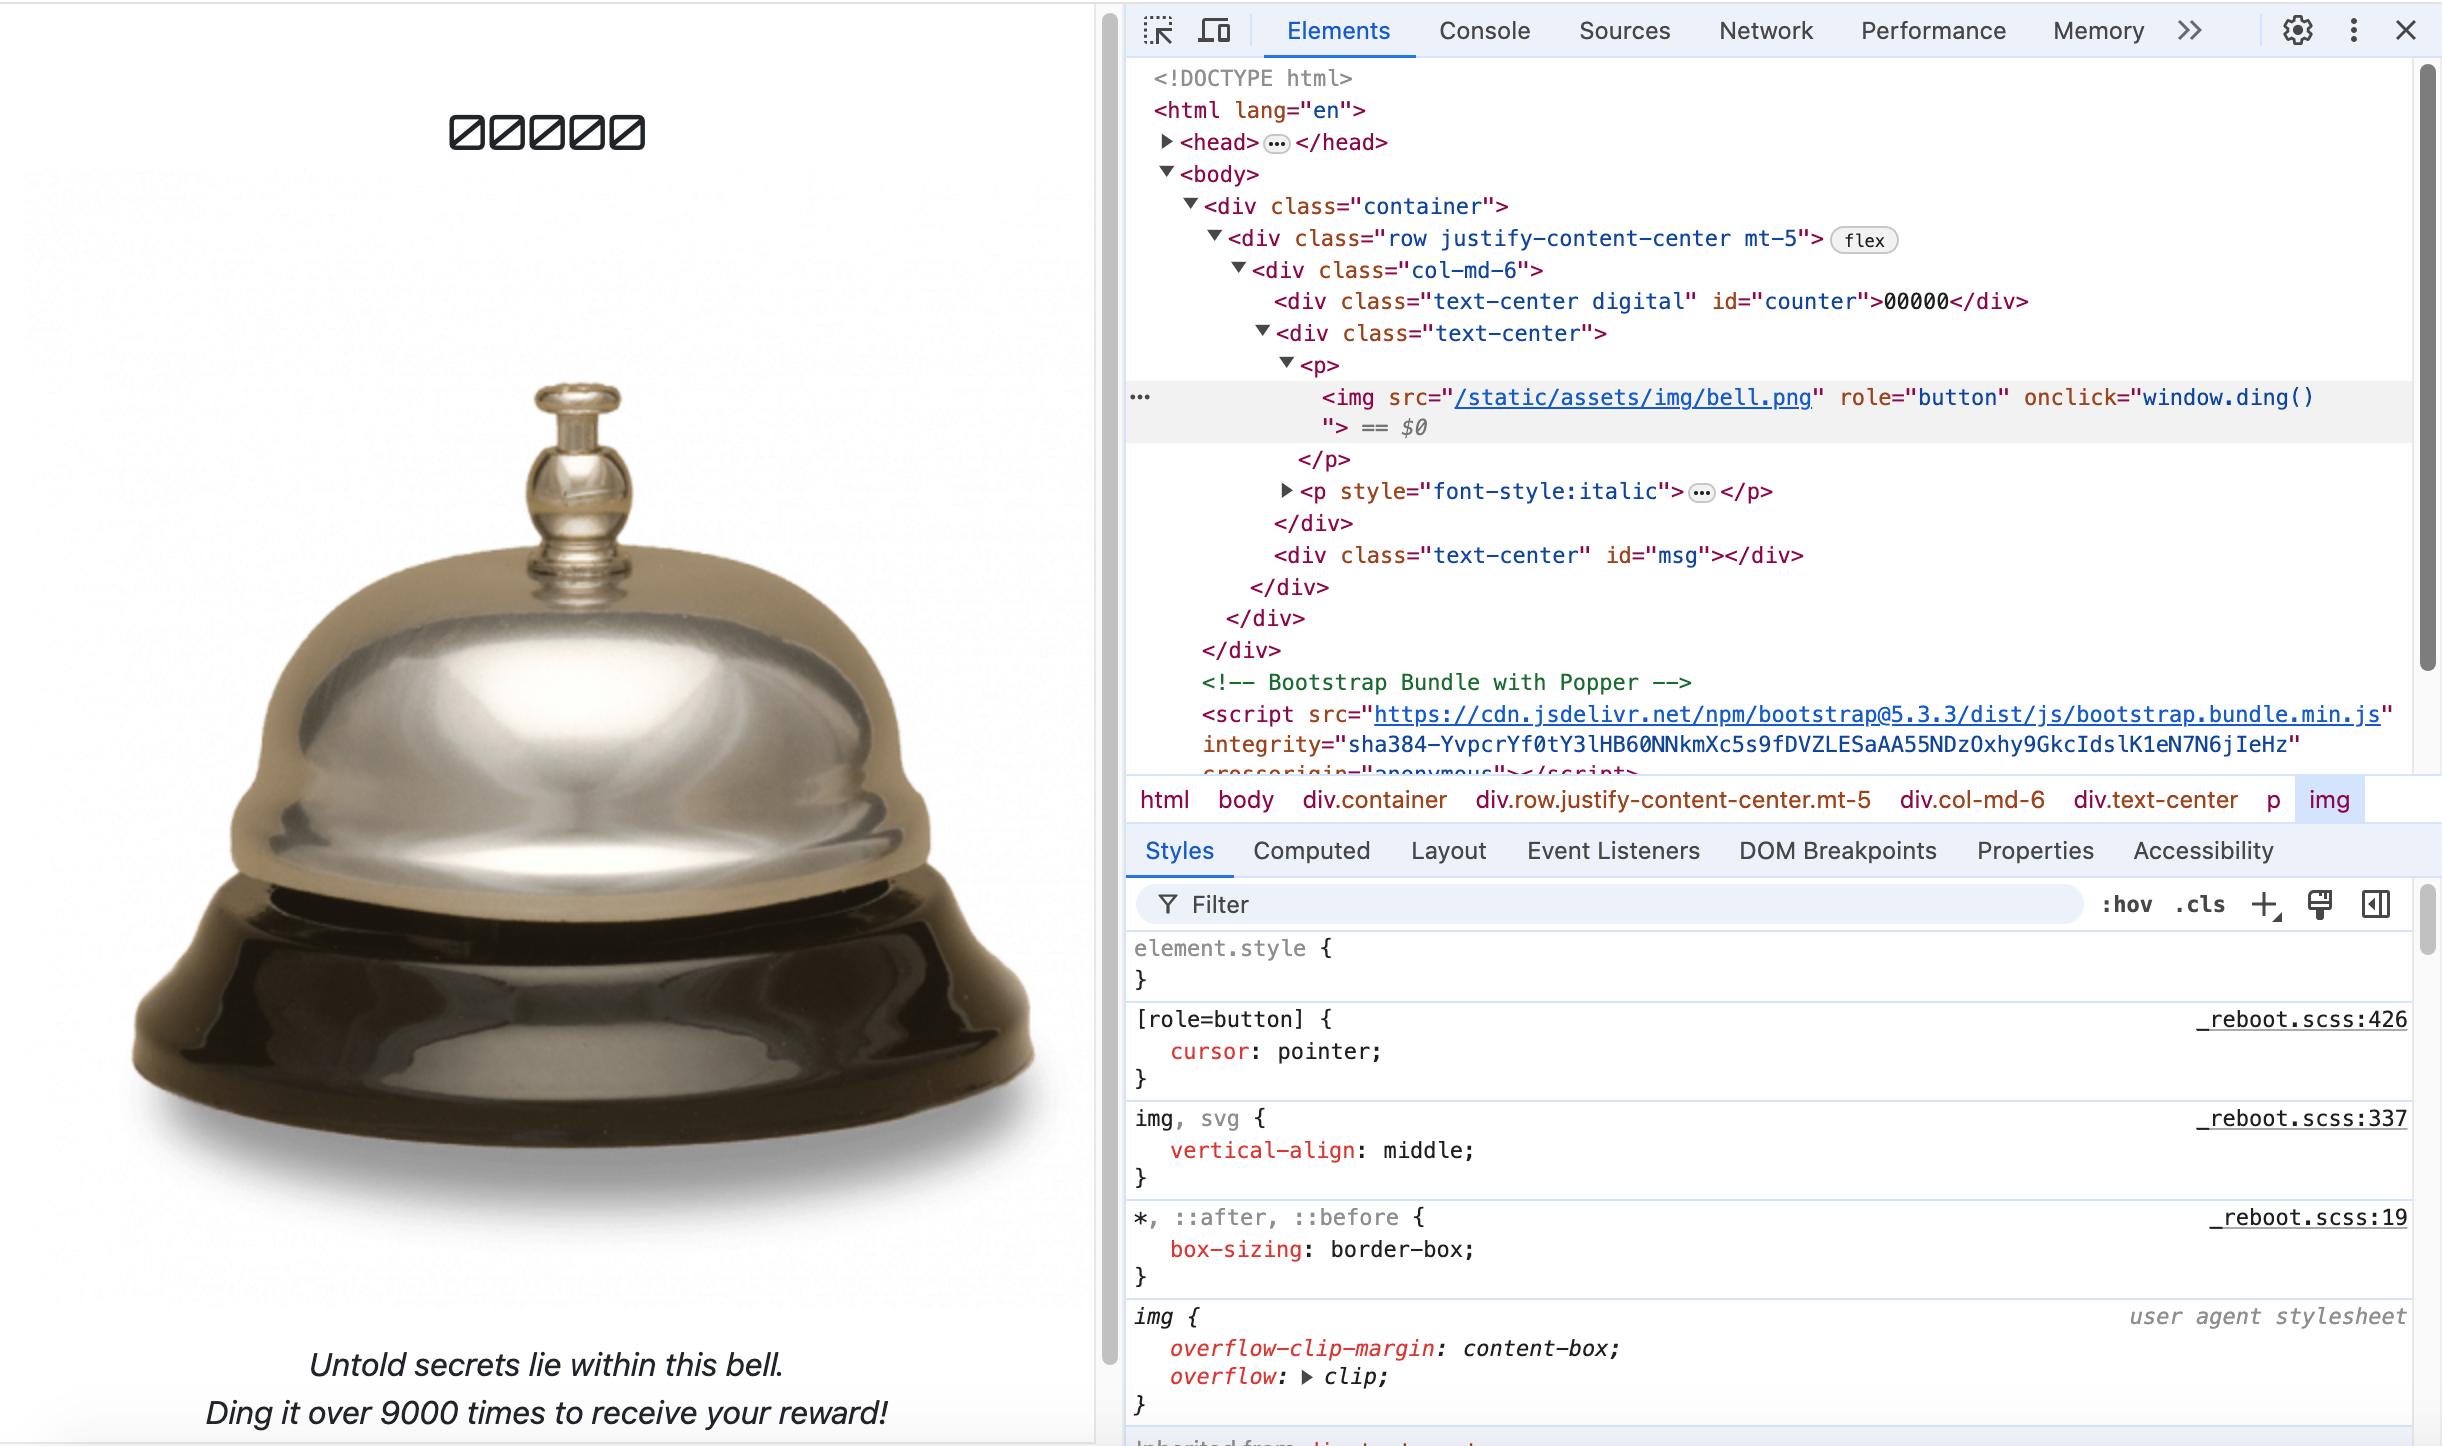 00000
Untold secrets lie within this bell.
Ding it over 9000 times to receive your reward!
Elements Console Sources Network Performance Memory
<!DOCTYPE html>
<html lang="en">
<head> ••• </head>
<body>
<div class="container">
<div class="row justify-content-center mt-5"> flex
<div class="col-md-6">
<div class="text-center digital" id="counter">00000</div>
<div class="text-center">
<p>
••• <img src="/static/assets/img/bell.png" role="button" onclick="window.ding()
"> == $0
</p>
<p style="font-style:italic"> ••• </p>
</div>
<div class="text-center" id="msg"></div>
</div>
</div>
</div>
<!-- Bootstrap Bundle with Popper -->
<script src="https://cdn.jsdelivr.net/npm/bootstrap@5.3.3/dist/js/bootstrap.bundle.min.js"
integrity="sha384-YvpcrYf0tY3lHB60NNkmXc5s9fDVZLESaAA55NDzOxhy9GkcIdslK1eN7N6jIeHz"
crossorigin="anonymous"></script>
html body div.container div.row.justify-content-center.mt-5 div.col-md-6 div.text-center p img
Styles Computed Layout Event Listeners DOM Breakpoints Properties Accessibility
Filter :hov .cls
element.style {
}
[role=button] { _reboot.scss:426
cursor: pointer;
}
img, svg { _reboot.scss:337
vertical-align: middle;
}
*, ::after, ::before { _reboot.scss:19
box-sizing: border-box;
}
img { user agent stylesheet
overflow-clip-margin: content-box;
overflow: clip;
}
Inherited from